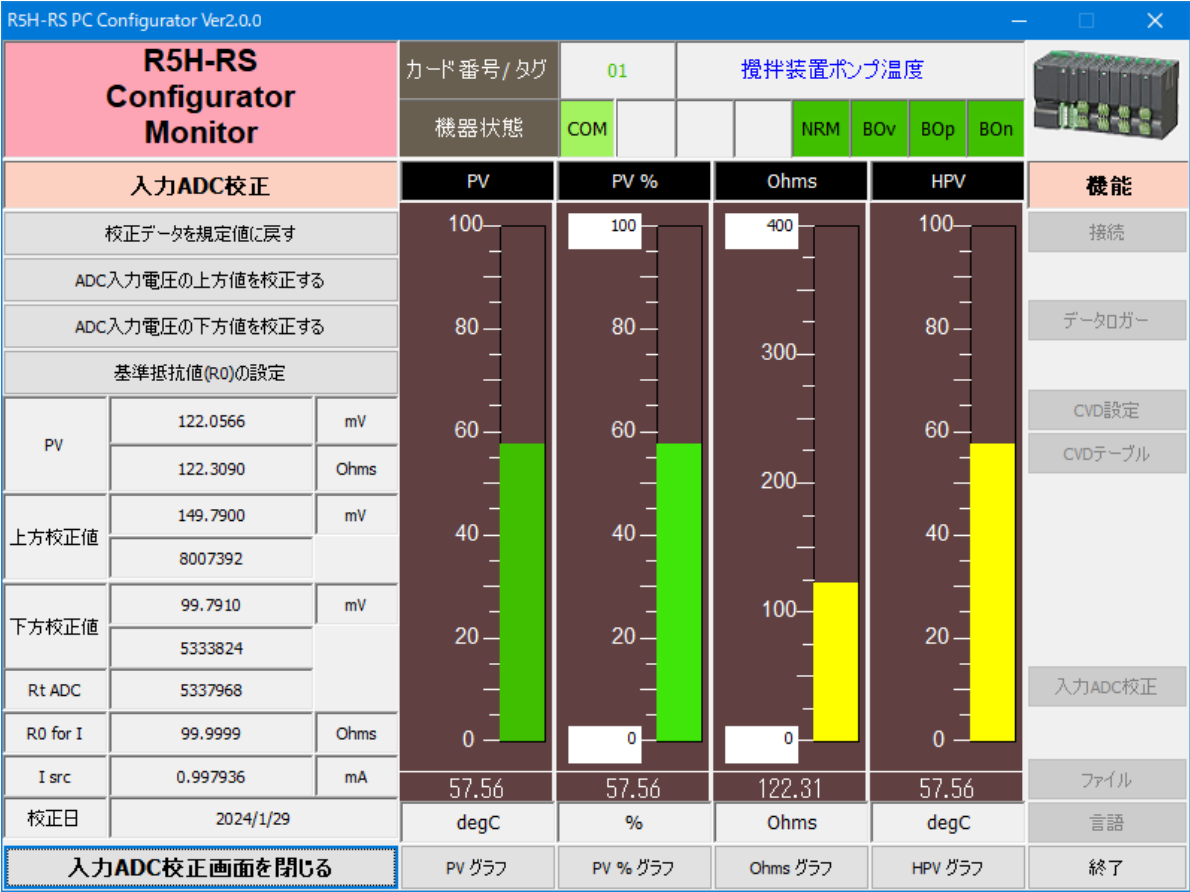 R5H-RS PC Configurator Ver2.0.0
R5H-RS
Configurator
Monitor
カード番号/タグ
01
攪拌装置ポンプ温度
機器状態
COM
NRM
BOv
BOp
BOn
入力ADC校正
校正データを規定値に戻す
ADC入力電圧の上方値を校正する
ADC入力電圧の下方値を校正する
基準抵抗値(R0)の設定
PV
122.0566
mV
122.3090
Ohms
上方校正値
149.7900
mV
8007392
下方校正値
99.7910
mV
5333824
Rt ADC
5337968
R0 for I
99.9999
Ohms
I src
0.997936
mA
校正日
2024/1/29
入力ADC校正画面を閉じる
PV
100
80
60
40
20
0
57.56
degC
PV グラフ
PV %
100
80
60
40
20
0
57.56
%
PV % グラフ
Ohms
400
300
200
100
0
122.31
Ohms
Ohms グラフ
HPV
100
80
60
40
20
0
57.56
degC
HPV グラフ
機能
接続
データロガー
CVD設定
CVDテーブル
入力ADC校正
ファイル
言語
終了